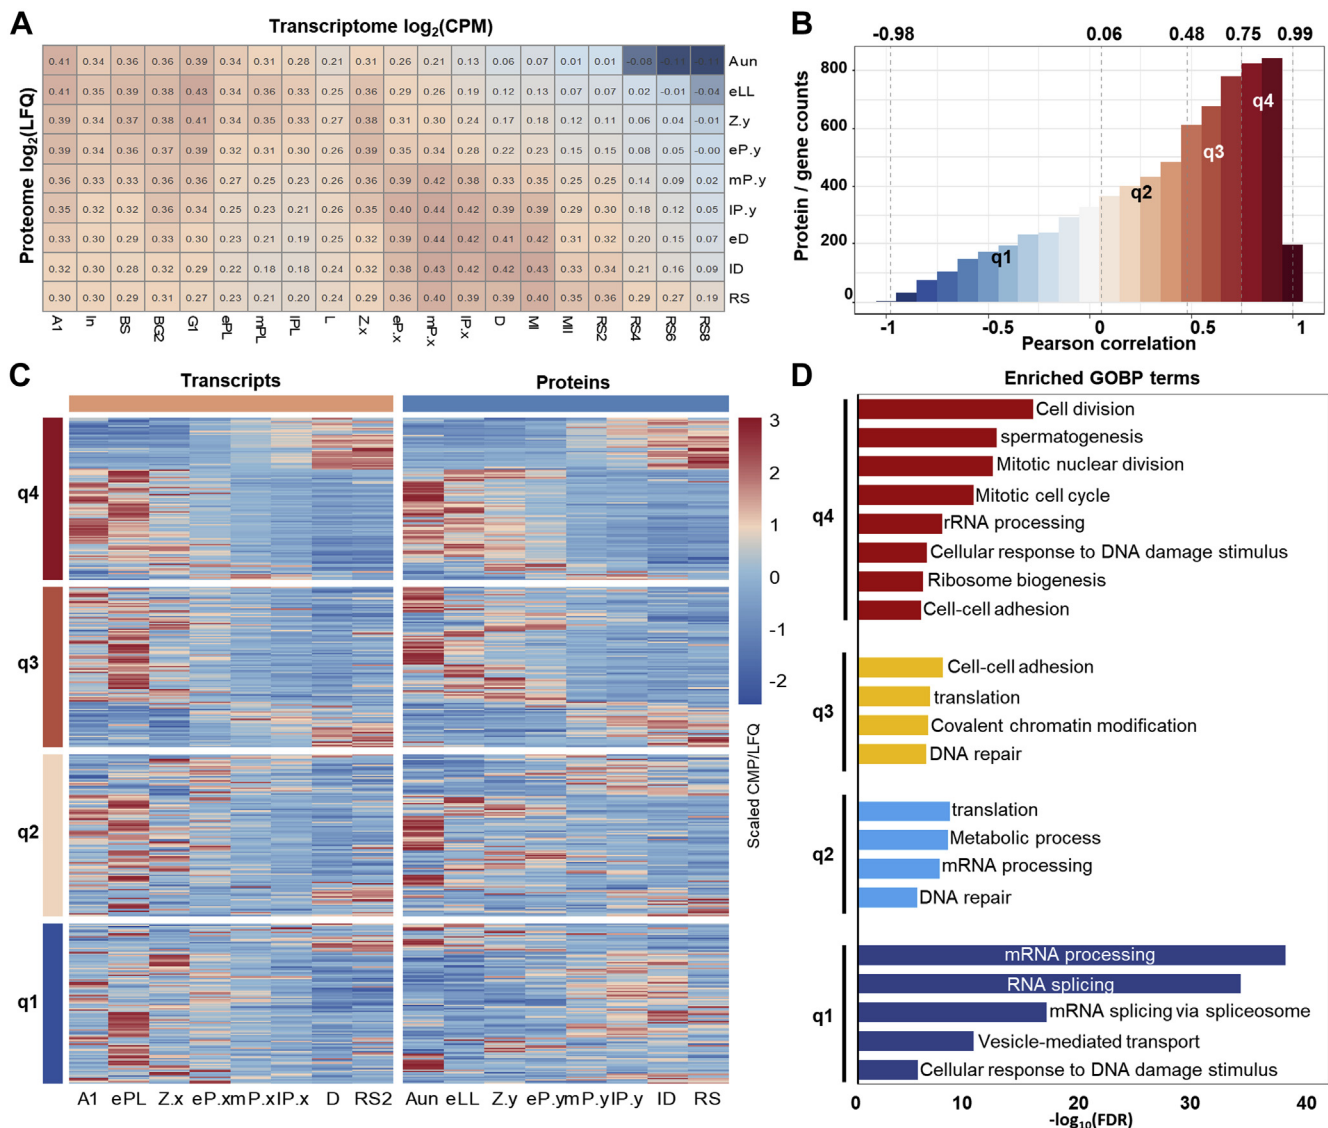 A
Transcriptome log2(CPM)
Proteome log2(LFQ)
0.41 0.34 0.36 0.36 0.39 0.34 0.31 0.28 0.21 0.31 0.26 0.21 0.13 0.06 0.07 0.01 0.01 -0.08 -0.11 Aun
0.41 0.35 0.39 0.38 0.43 0.34 0.36 0.33 0.25 0.36 0.29 0.26 0.19 0.12 0.13 0.07 0.07 0.02 -0.01 -0.04 eLL
0.39 0.34 0.37 0.38 0.41 0.34 0.35 0.33 0.27 0.38 0.31 0.30 0.24 0.17 0.18 0.12 0.11 0.06 0.04 -0.01 Z.y
0.39 0.34 0.36 0.37 0.39 0.32 0.31 0.30 0.26 0.39 0.35 0.34 0.28 0.22 0.23 0.15 0.15 0.08 0.05 -0.00 eP.y
0.36 0.33 0.33 0.36 0.36 0.27 0.25 0.23 0.26 0.36 0.39 0.42 0.38 0.33 0.35 0.25 0.25 0.14 0.09 0.02 mP.y
0.35 0.32 0.32 0.36 0.34 0.25 0.23 0.21 0.26 0.35 0.40 0.44 0.42 0.39 0.39 0.29 0.30 0.18 0.12 0.05 lP.y
0.33 0.30 0.29 0.33 0.30 0.23 0.21 0.19 0.25 0.32 0.39 0.44 0.42 0.41 0.42 0.31 0.32 0.20 0.15 0.07 eD
0.32 0.30 0.28 0.32 0.29 0.22 0.18 0.18 0.24 0.32 0.38 0.43 0.42 0.42 0.43 0.33 0.34 0.21 0.16 0.09 lD
0.30 0.30 0.29 0.31 0.27 0.23 0.21 0.20 0.24 0.29 0.36 0.40 0.39 0.39 0.40 0.35 0.36 0.29 0.27 0.19 RS
A1 In BS BG2 G1 ePL mPL lPL L Z.x eP.x mP.x lP.x D MI MII RS2 RS4 RS6 RS8
B
-0.98 0.06 0.48 0.75 0.99
Protein / gene counts
800
600
400
200
0
q1
q2
q3
q4
-1 -0.5 0 0.5 1
Pearson correlation
C
Transcripts Proteins
q4
q3
q2
q1
3
2
1
0
-1
-2
Scaled CMP/LFQ
A1 ePL Z.x eP.x mP.x lP.x D RS2 Aun eLL Z.y eP.y mP.y lP.y lD RS
D
Enriched GOBP terms
q4
Cell division
spermatogenesis
Mitotic nuclear division
Mitotic cell cycle
rRNA processing
Cellular response to DNA damage stimulus
Ribosome biogenesis
Cell-cell adhesion
q3
Cell-cell adhesion
translation
Covalent chromatin modification
DNA repair
q2
translation
Metabolic process
mRNA processing
DNA repair
q1
mRNA processing
RNA splicing
mRNA splicing via spliceosome
Vesicle-mediated transport
Cellular response to DNA damage stimulus
0 10 20 30 40
-log10(FDR)